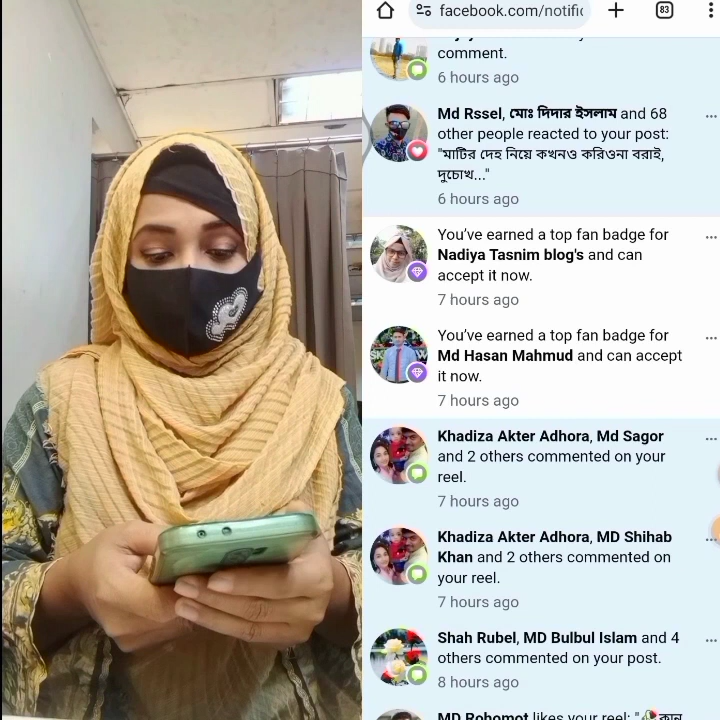 facebook.com/notific
83
comment.
6 hours ago
Md Rssel, মোঃ দিদার ইসলাম and 68
other people reacted to your post:
"মাটির দেহ নিয়ে কখনও করিওনা বরাই,
দুচোখ..."
6 hours ago
You've earned a top fan badge for
Nadiya Tasnim blog's and can
accept it now.
7 hours ago
You've earned a top fan badge for
Md Hasan Mahmud and can accept
it now.
7 hours ago
Khadiza Akter Adhora, Md Sagor
and 2 others commented on your
reel.
7 hours ago
Khadiza Akter Adhora, MD Shihab
Khan and 2 others commented on
your reel.
7 hours ago
Shah Rubel, MD Bulbul Islam and 4
others commented on your post.
8 hours ago
MD Rohomot likes your reel: "